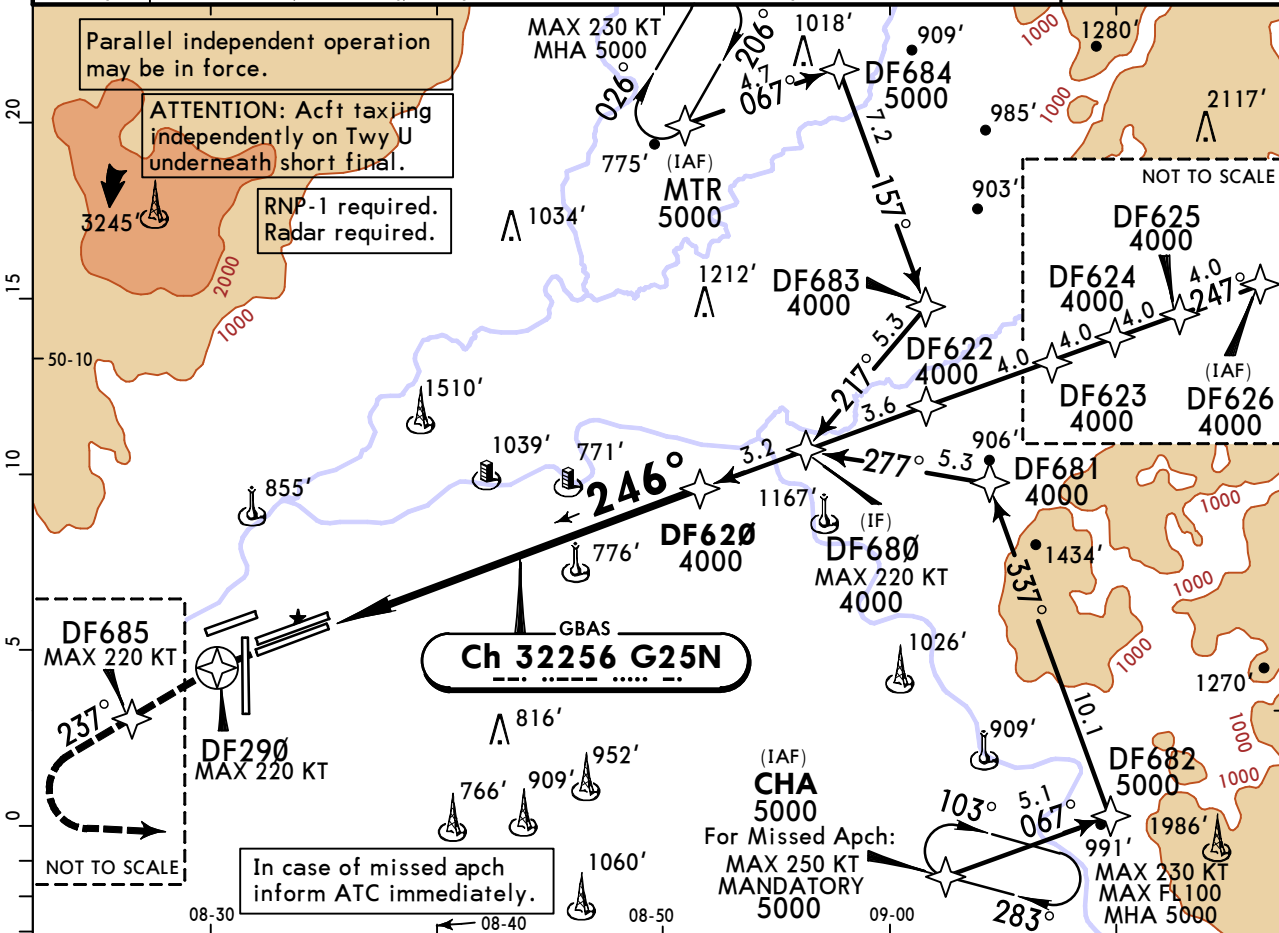 Parallel independent operation
may be in force.
ATTENTION: Acft taxiing
independently on Twy U
underneath short final.
RNP-1 required.
Radar required.
3245'
2000
1000
MAX 230 KT
MHA 5000
026°
206°
4.7
067°
1018'
909'
DF684
5000
1000
1280'
1000
985'
2117'
775'
(IAF)
MTR
5000
7.2
157°
903'
NOT TO SCALE
1034'
1212'
DF683
4000
DF625
4000
DF624
4000
4.0
247°
4.0
4.0
4.0
5.3
217°
DF622
4000
3.6
DF623
4000
(IAF)
DF626
4000
20
15
50-10
10
5
0
1510'
1039'
771'
855'
246°
3.2
277°
5.3
906'
DF681
4000
1167'
DF620
4000
(IF)
DF680
MAX 220 KT
4000
776'
1434'
337°
1000
1000
1000
GBAS
Ch 32256 G25N
DF685
MAX 220 KT
237°
DF290
MAX 220 KT
NOT TO SCALE
1026'
1270'
10.1
816'
909'
952'
766'
909'
1060'
In case of missed apch
inform ATC immediately.
(IAF)
CHA
5000
For Missed Apch:
MAX 250 KT
MANDATORY
5000
103°
5.1
067°
283°
DF682
5000
991'
MAX 230 KT
MAX FL100
MHA 5000
1986'
1000
1000
08-30
08-40
08-50
09-00